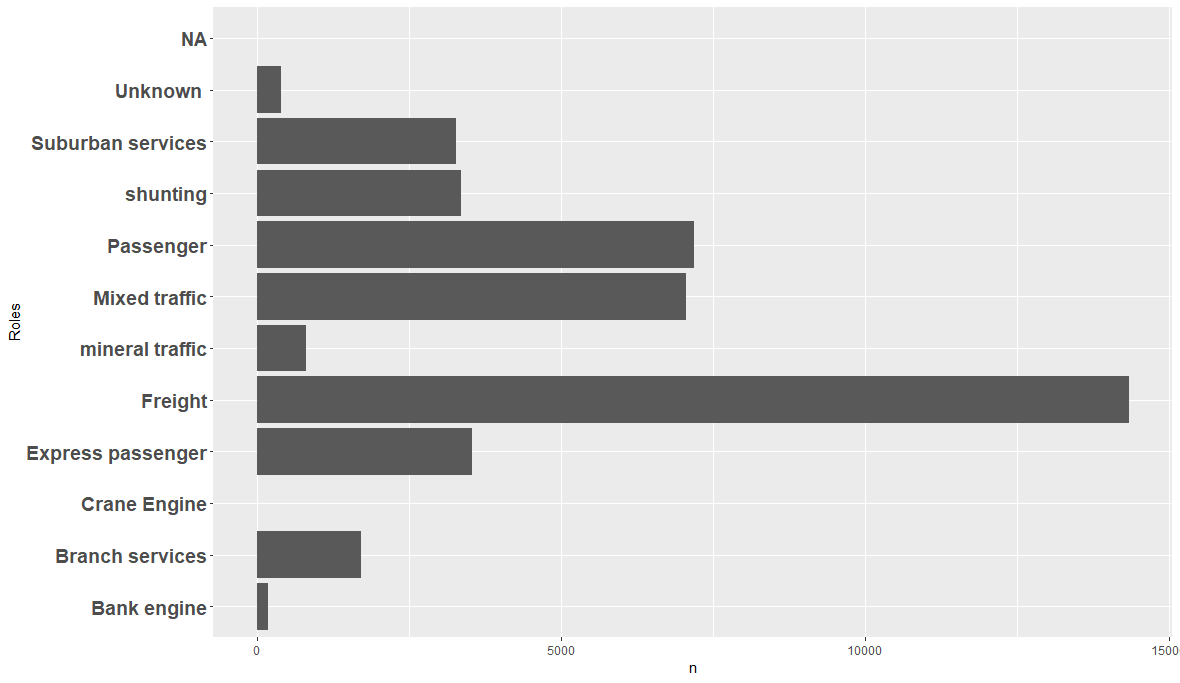 NA
Unknown
Suburban services
shunting
Passenger
Mixed traffic
mineral traffic
Freight
Express passenger
Crane Engine
Branch services
Bank engine
Roles
0 5000 10000 1500
n